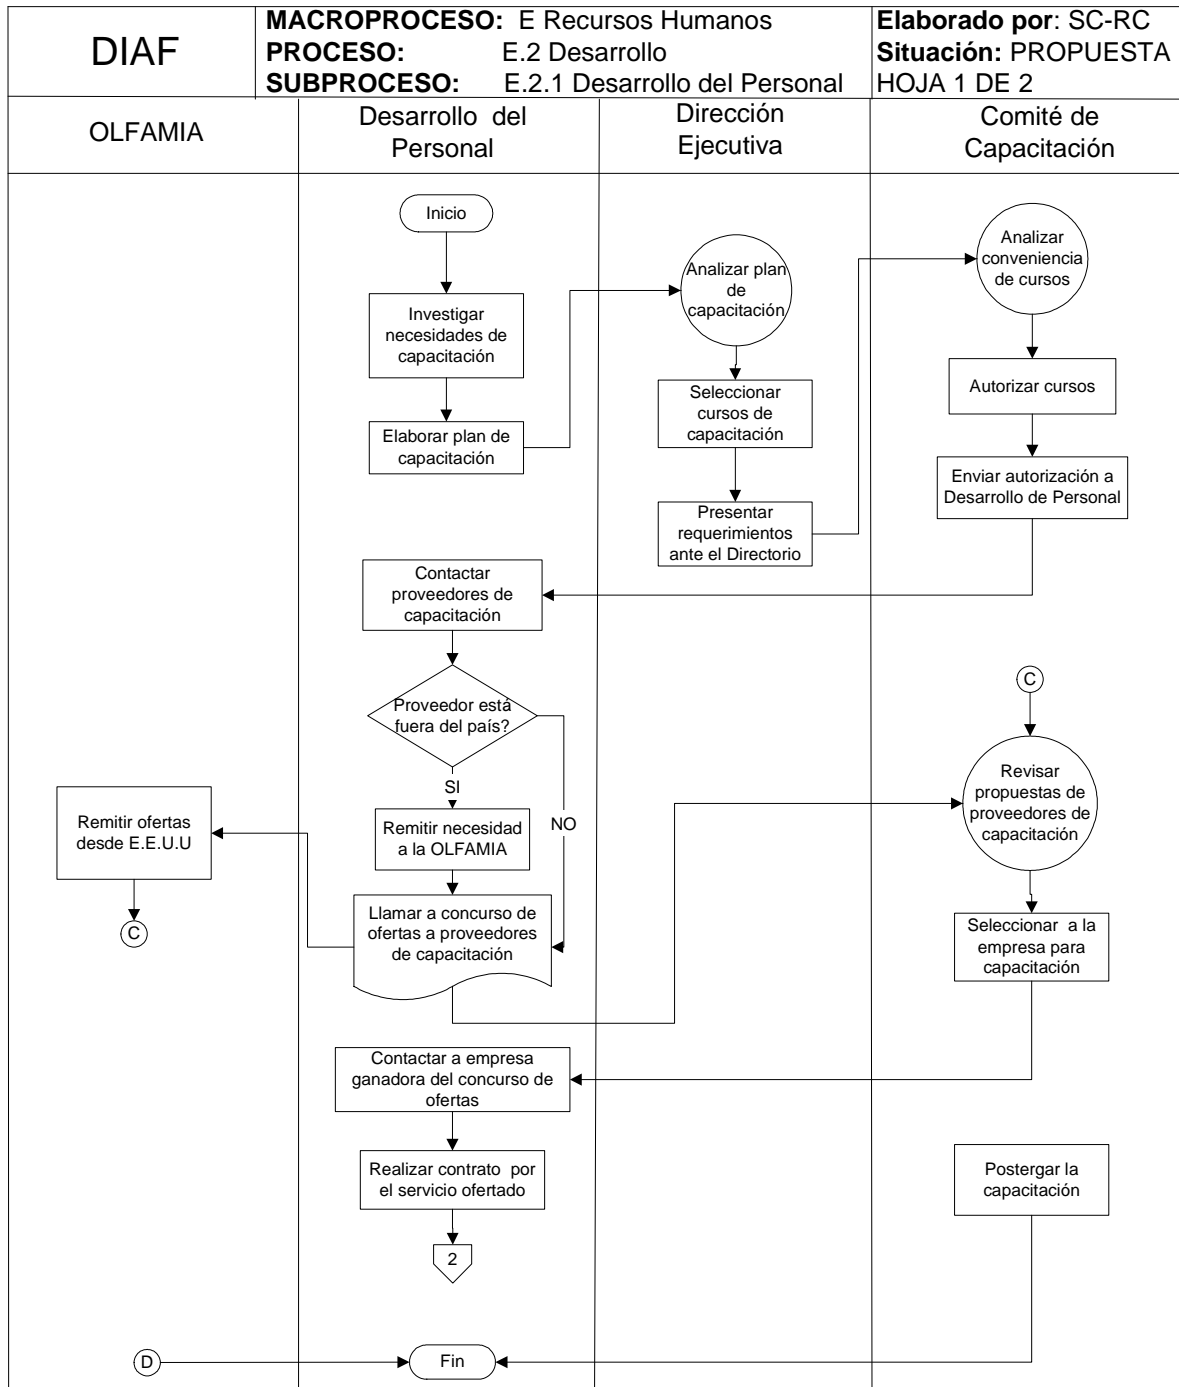 DIAF
MACROPROCESO: E Recursos Humanos
PROCESO: E.2 Desarrollo
SUBPROCESO: E.2.1 Desarrollo del Personal
Elaborado por: SC-RC
Situación: PROPUESTA
HOJA 1 DE 2
OLFAMIA
Desarrollo del
Personal
Dirección
Ejecutiva
Comité de
Capacitación
Inicio
Investigar
necesidades de
capacitación
Elaborar plan de
capacitación
Analizar plan
de
capacitación
Seleccionar
cursos de
capacitación
Presentar
requerimientos
ante el Directorio
Analizar
conveniencia
de cursos
Autorizar cursos
Enviar autorización a
Desarrollo de Personal
Contactar
proveedores de
capacitación
Proveedor está
fuera del país?
SI
NO
Remitir necesidad
a la OLFAMIA
Llamar a concurso de
ofertas a proveedores
de capacitación
Remitir ofertas
desde E.E.U.U
C
C
Revisar
propuestas de
proveedores de
capacitación
Seleccionar a la
empresa para
capacitación
Contactar a empresa
ganadora del concurso de
ofertas
Realizar contrato por
el servicio ofertado
2
Postergar la
capacitación
D
Fin